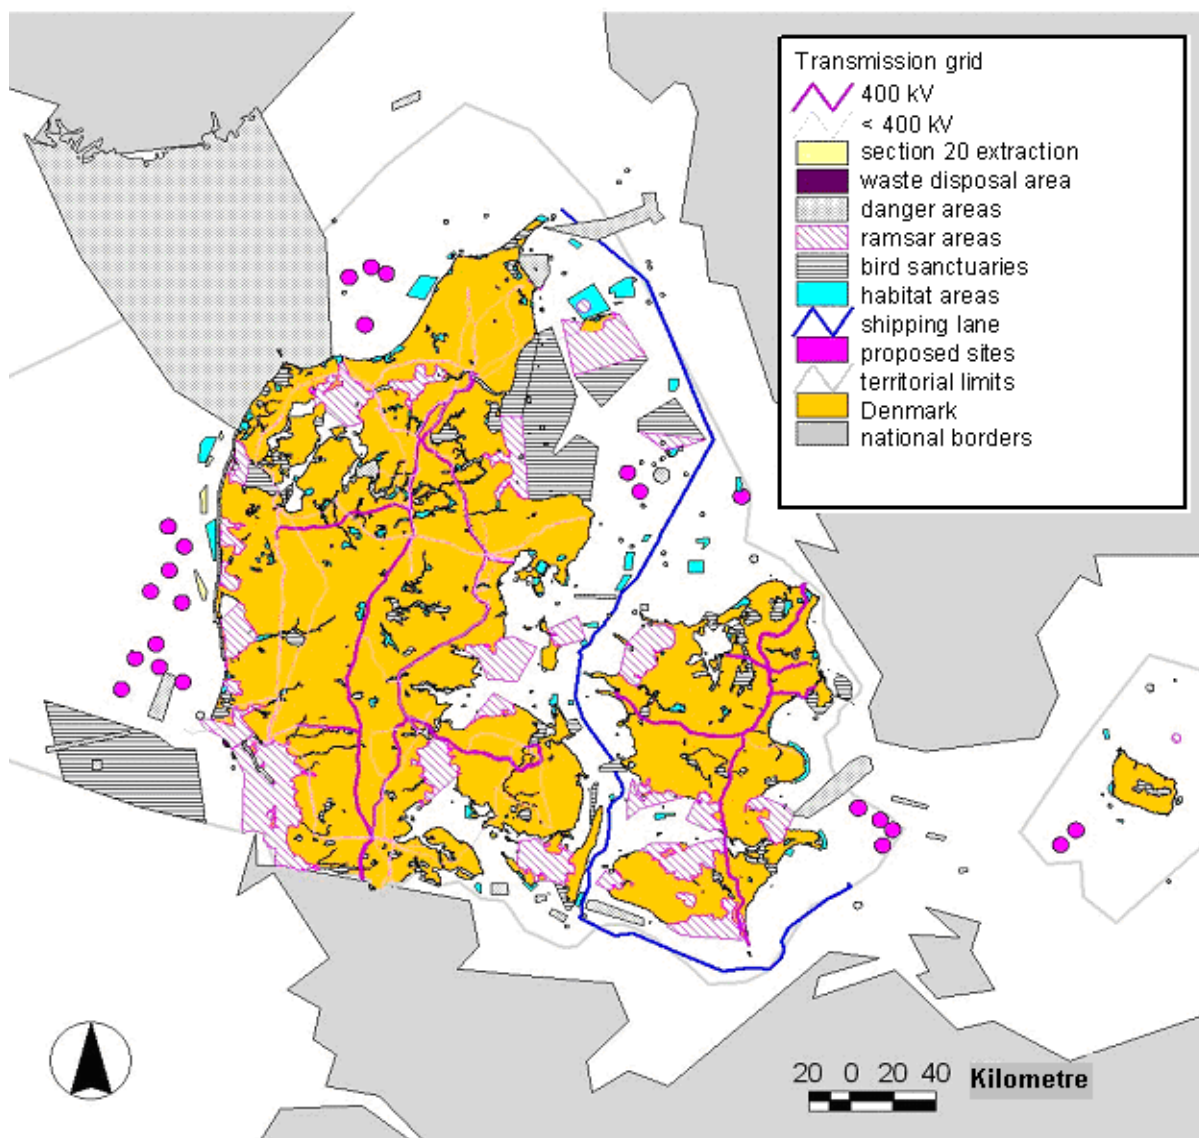 Transmission grid
400 kV
< 400 kV
section 20 extraction
waste disposal area
danger areas
ramsar areas
bird sanctuaries
habitat areas
shipping lane
proposed sites
territorial limits
Denmark
national borders
20 0 20 40 Kilometre